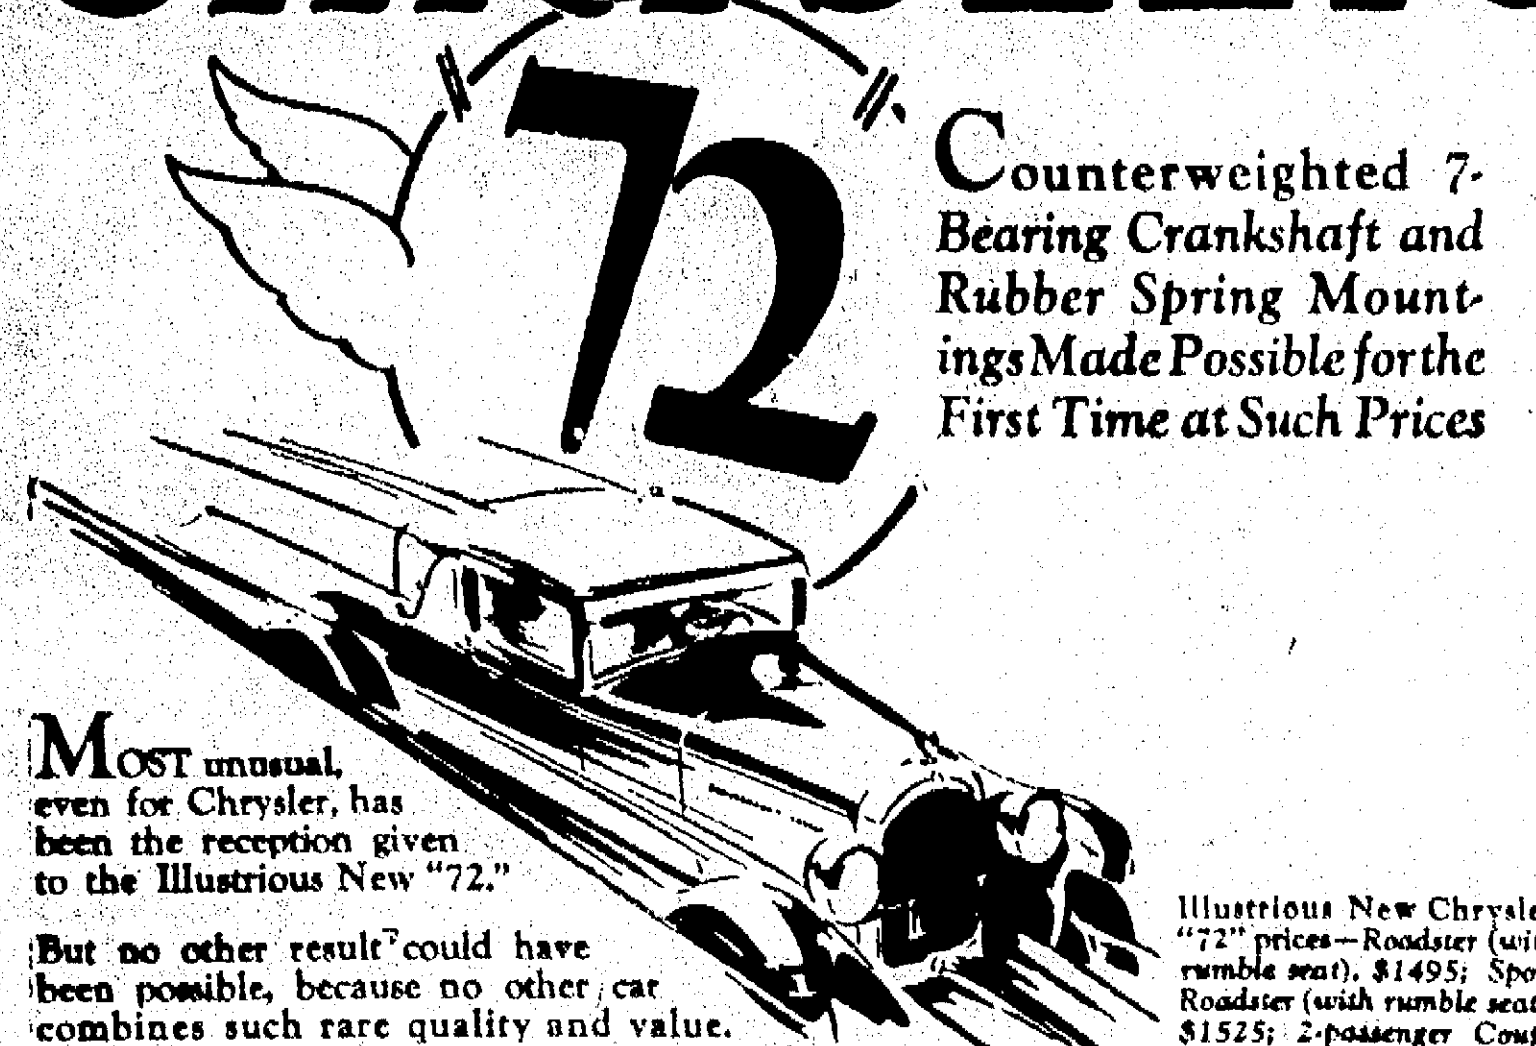 72
Counterweighted 7-
Bearing Crankshaft and
Rubber Spring Mount-
ings Made Possible for the
First Time at Such Prices
MOST unusual,
even for Chrysler, has
been the reception given
to the Illustrious New "72."
But no other result could have
been possible, because no other car
combines such rare quality and value.
Illustrious New Chrysle
"72" prices—Roadster (wit
rumble seat), $1495; Spo
Roadster (with rumble seat
$1525; 2-passenger Coup